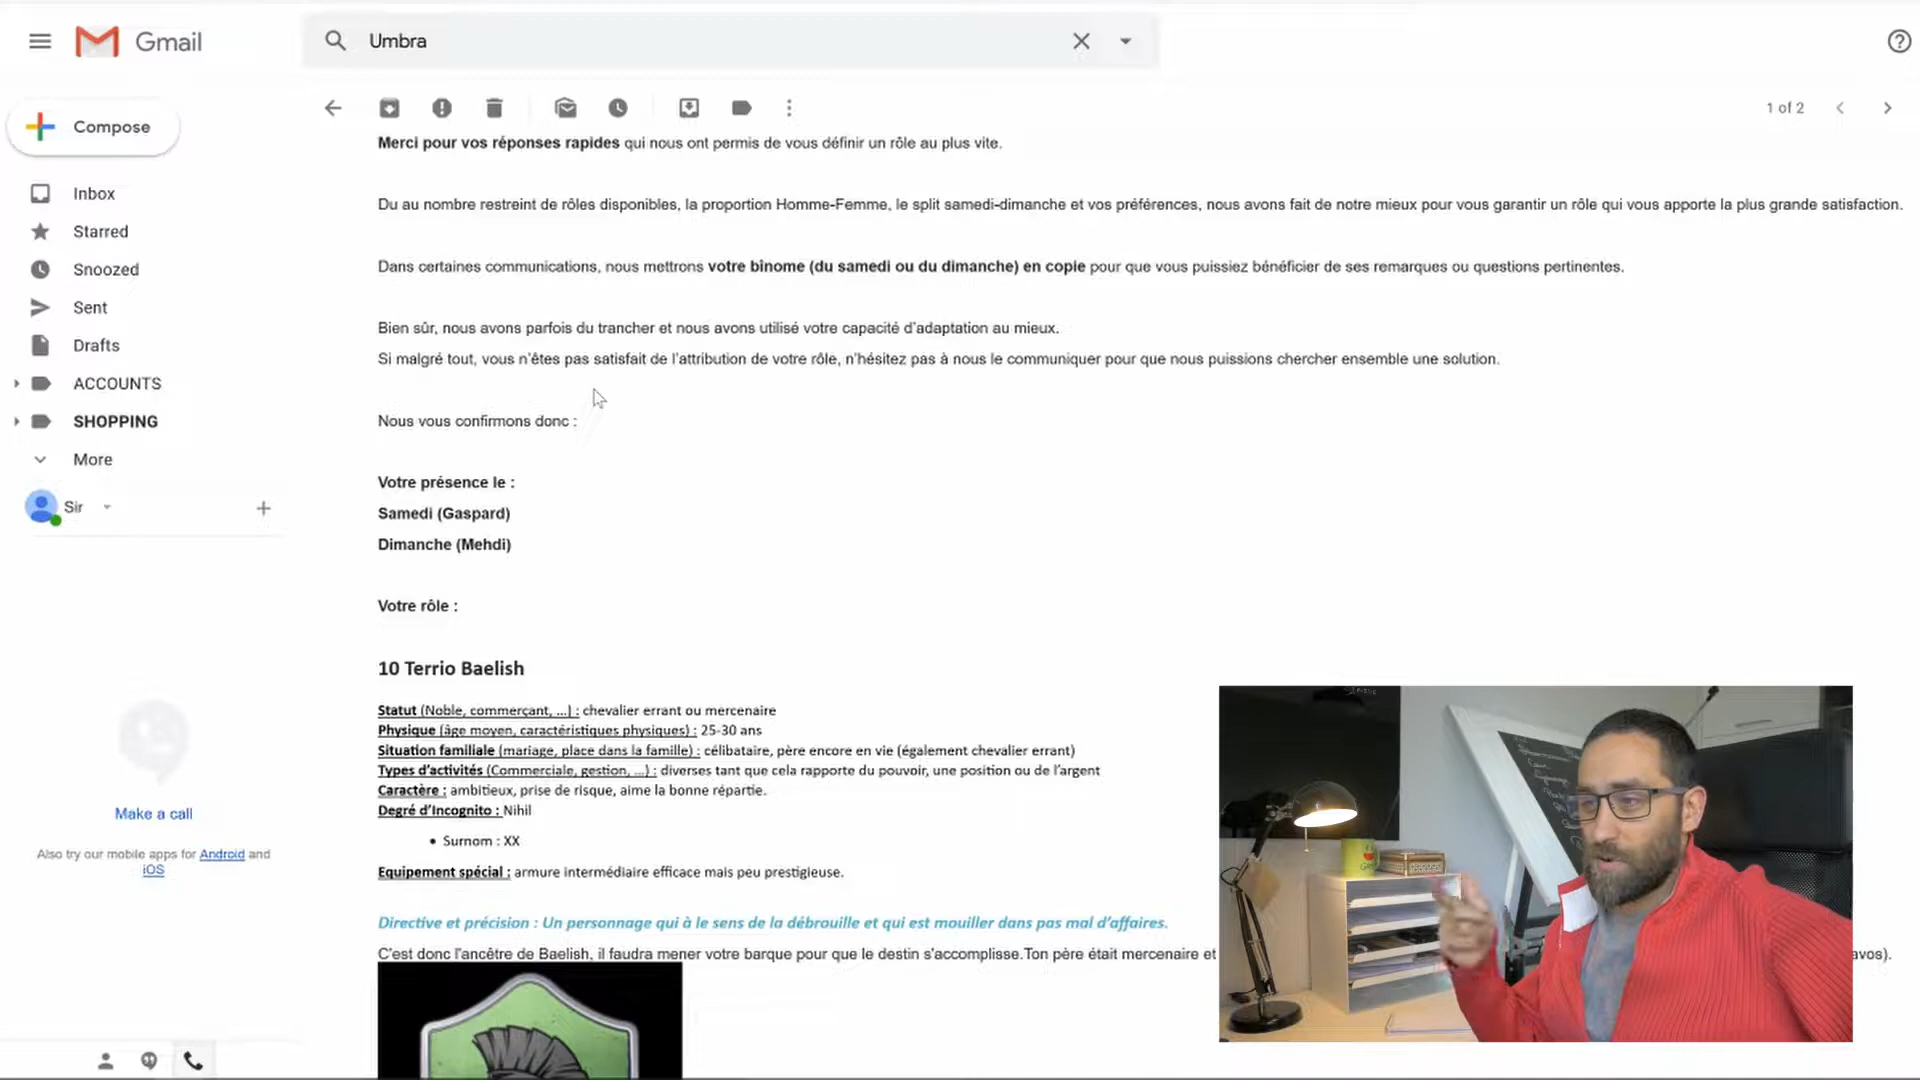 Gmail
Umbra
Compose
1 of 2
Inbox
Starred
Snoozed
Sent
Drafts
ACCOUNTS
SHOPPING
More
Sir
Make a call
Also try our mobile apps for Android and
iOS
Merci pour vos réponses rapides qui nous ont permis de vous définir un rôle au plus vite.
Du au nombre restreint de rôles disponibles, la proportion Homme-Femme, le split samedi-dimanche et vos préférences, nous avons fait de notre mieux pour vous garantir un rôle qui vous apporte la plus grande satisfaction.
Dans certaines communications, nous mettrons votre binome (du samedi ou du dimanche) en copie pour que vous puissiez bénéficier de ses remarques ou questions pertinentes.
Bien sûr, nous avons parfois du trancher et nous avons utilisé votre capacité d'adaptation au mieux.
Si malgré tout, vous n'êtes pas satisfait de l'attribution de votre rôle, n'hésitez pas à nous le communiquer pour que nous puissions chercher ensemble une solution.
Nous vous confirmons donc :
Votre présence le :
Samedi (Gaspard)
Dimanche (Mehdi)
Votre rôle :
10 Terrio Baelish
Statut (Noble, commerçant, ...) : chevalier errant ou mercenaire
Physique (âge moyen, caractéristiques physiques) : 25-30 ans
Situation familiale (mariage, place dans la famille) : célibataire, père encore en vie (également chevalier errant)
Types d'activités (Commerciale, gestion, ...) : diverses tant que cela rapporte du pouvoir, une position ou de l'argent
Caractère : ambitieux, prise de risque, aime la bonne répartie.
Degré d'Incognito : Nihil
• Surnom : XX
Equipement spécial : armure intermédiaire efficace mais peu prestigieuse.
Directive et précision : Un personnage qui à le sens de la débrouille et qui est mouiller dans pas mal d'affaires.
C'est donc l'ancêtre de Baelish, il faudra mener votre barque pour que le destin s'accomplisse.Ton père était mercenaire et avos).